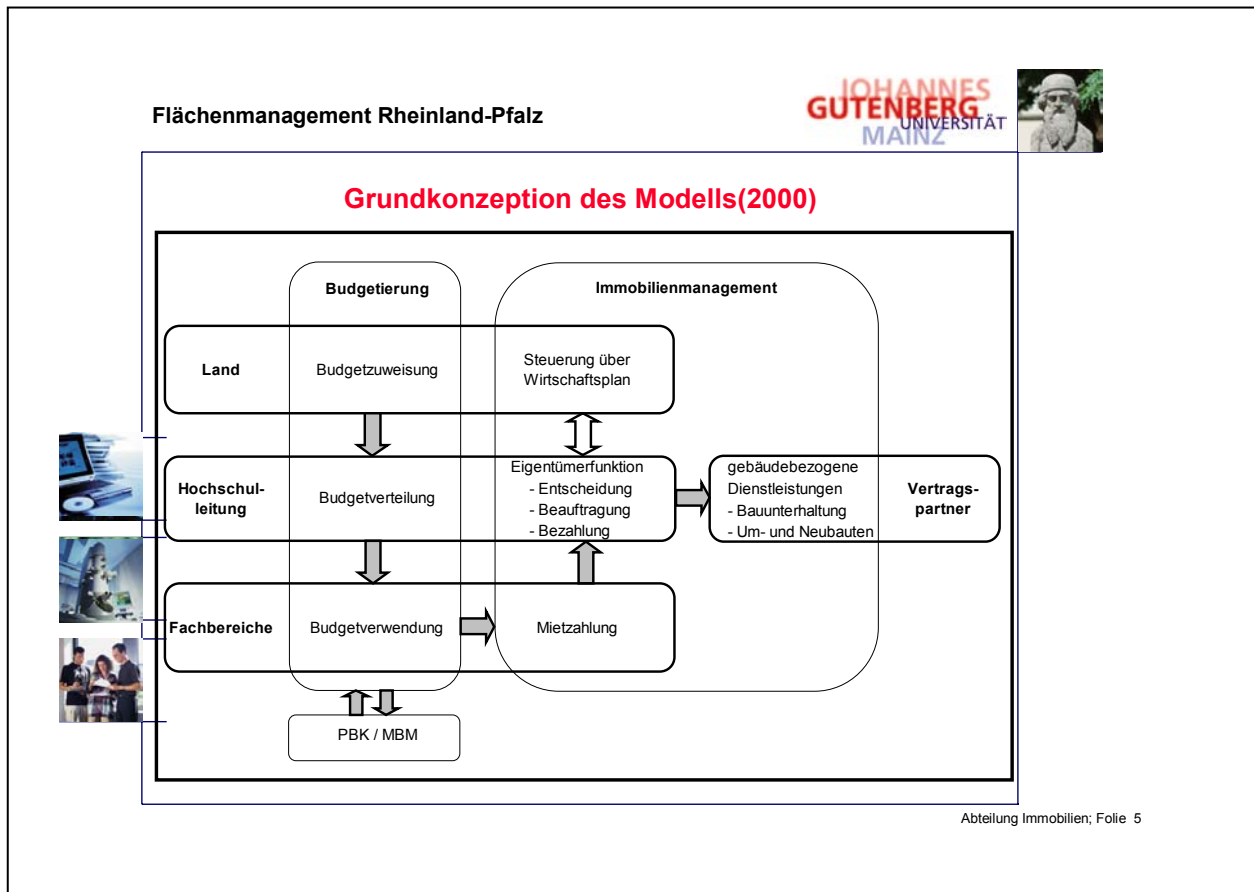 Flächenmanagement Rheinland-Pfalz
JOHANNES
GUTENBERG
UNIVERSITÄT
MAINZ
Grundkonzeption des Modells(2000)
Budgetierung
Immobilienmanagement
Land
Budgetzuweisung
Steuerung über
Wirtschaftsplan
Hochschul-
leitung
Budgetverteilung
Eigentümerfunktion
- Entscheidung
- Beauftragung
- Bezahlung
gebäudebezogene
Dienstleistungen
- Bauunterhaltung
- Um- und Neubauten
Vertrags-
partner
Fachbereiche
Budgetverwendung
Mietzahlung
PBK / MBM
Abteilung Immobilien; Folie 5